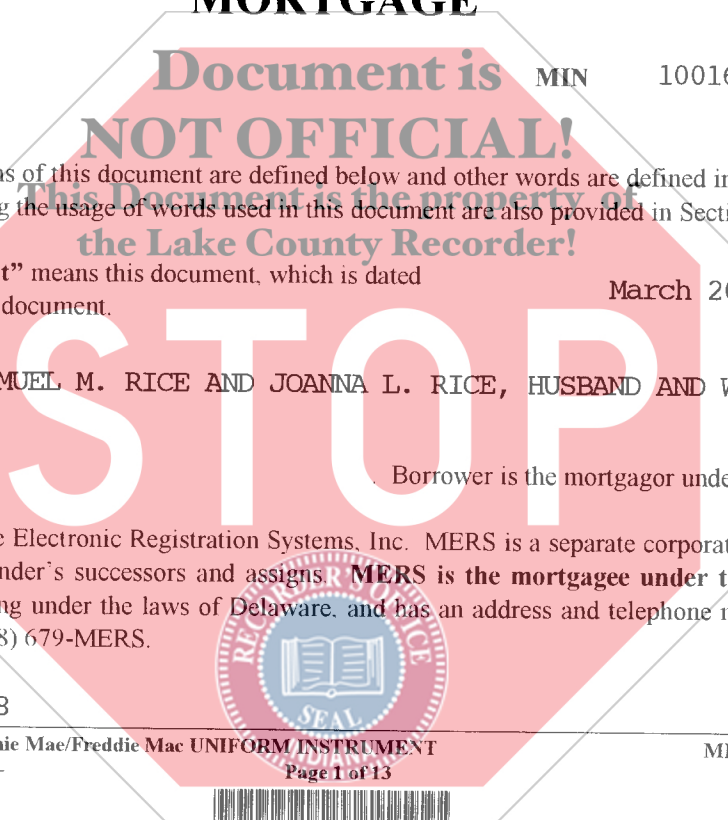 MORTGAGE
Document is
MIN 10016
NOT OFFICIAL!
ns of this document are defined below and other words are defined in
This Document is the property of
g the usage of words used in this document are also provided in Secti
the Lake County Recorder!
t” means this document, which is dated
March 20
document.
STOP
MUEL M. RICE AND JOANNA L. RICE, HUSBAND AND W
. Borrower is the mortgagor unde
e Electronic Registration Systems, Inc. MERS is a separate corporat
nder's successors and assigns. MERS is the mortgagee under t
ng under the laws of Delaware, and has an address and telephone n
8) 679-MERS.
RECORDER'S OFFICE
SEAL
INDIANA
8
nie Mae/Freddie Mac UNIFORM INSTRUMENT
Page 1 of 13